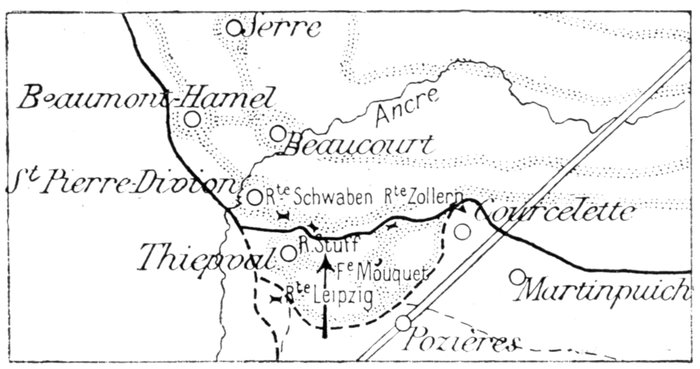 Serre
Beaumont-Hamel
Ancre
Beaucourt
St Pierre-Divion
Rte Schwaben
Rte Zollern
Courcelette
R. Stuff
Thiepval
Fe Mouquet
Rte Leipzig
Martinpuich
Pozières